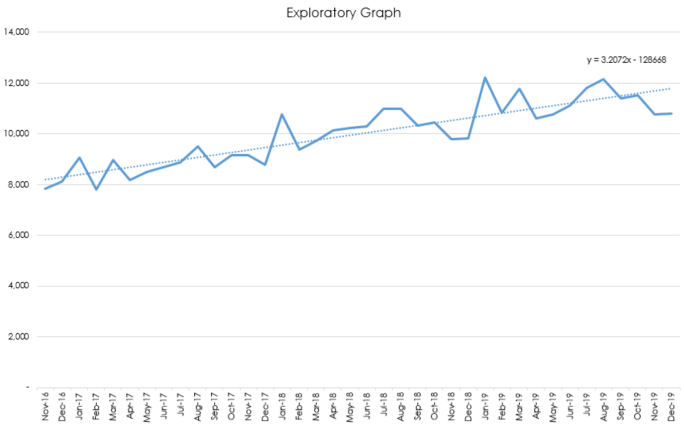 Exploratory Graph
14,000
y = 3.2072x - 128668
12,000
10,000
8,000
6,000
4,000
2,000
-
Nov-16
Dec-16
Jan-17
Feb-17
Mar-17
Apr-17
May-17
Jun-17
Jul-17
Aug-17
Sep-17
Oct-17
Nov-17
Dec-17
Jan-18
Feb-18
Mar-18
Apr-18
May-18
Jun-18
Jul-18
Aug-18
Sep-18
Oct-18
Nov-18
Dec-18
Jan-19
Feb-19
Mar-19
Apr-19
May-19
Jun-19
Jul-19
Aug-19
Sep-19
Oct-19
Nov-19
Dec-19